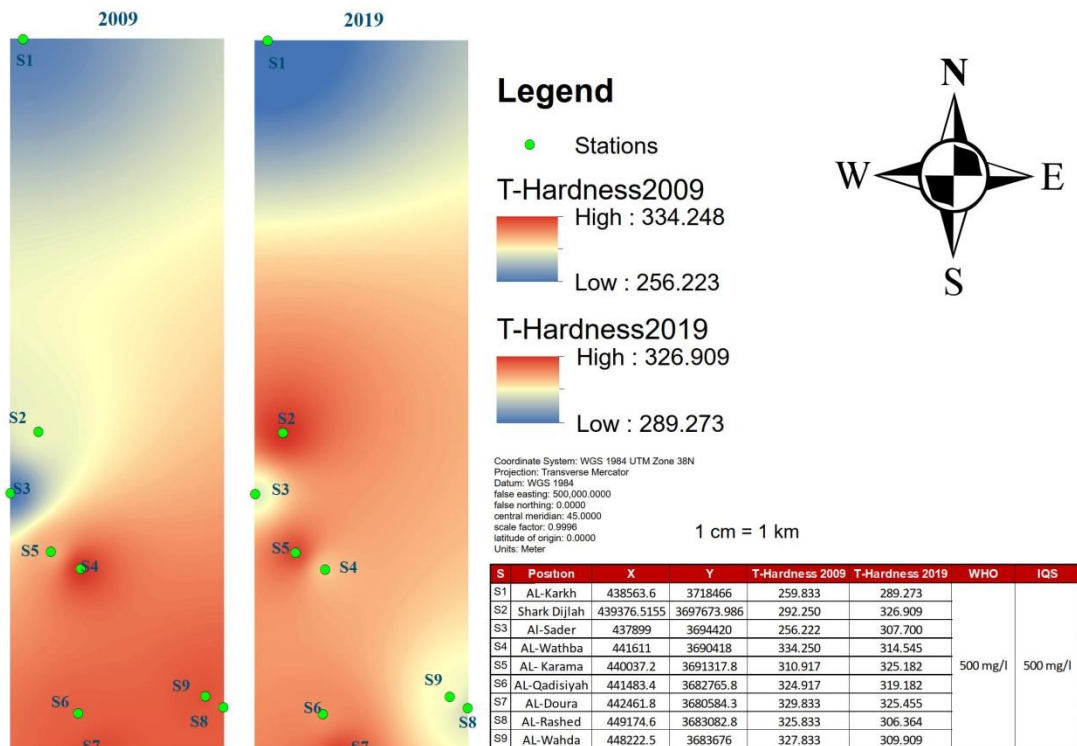 2009
2019
S1
S2
S3
S5
S4
S9
S6
S8
S7
S1
S2
S3
S5
S4
S9
S6
S8
S7
Legend
Stations
T-Hardness2009
High : 334.248
Low : 256.223
T-Hardness2019
High : 326.909
Low : 289.273
N
W E
S
Coordinate System: WGS 1984 UTM Zone 38N
Projection: Transverse Mercator
Datum: WGS 1984
false easting: 500,000.0000
false northing: 0.0000
central meridian: 45.0000
scale factor: 0.9996
latitude of origin: 0.0000
Units: Meter
1 cm = 1 km
S Position X Y T-Hardness 2009 T-Hardness 2019 WHO IQS
S1 AL-Karkh 438563.6 3718466 259.833 289.273
S2 Shark Dijlah 439376.5155 3697673.986 292.250 326.909
S3 Al-Sader 437899 3694420 256.222 307.700
S4 AL-Wathba 441611 3690418 334.250 314.545
S5 AL- Karama 440037.2 3691317.8 310.917 325.182 500 mg/l 500 mg/l
S6 AL-Qadisiyah 441483.4 3682765.8 324.917 319.182
S7 AL-Doura 442461.8 3680584.3 329.833 325.455
S8 AL-Rashed 449174.6 3683082.8 325.833 306.364
S9 AL-Wahda 448222.5 3683676 327.833 309.909